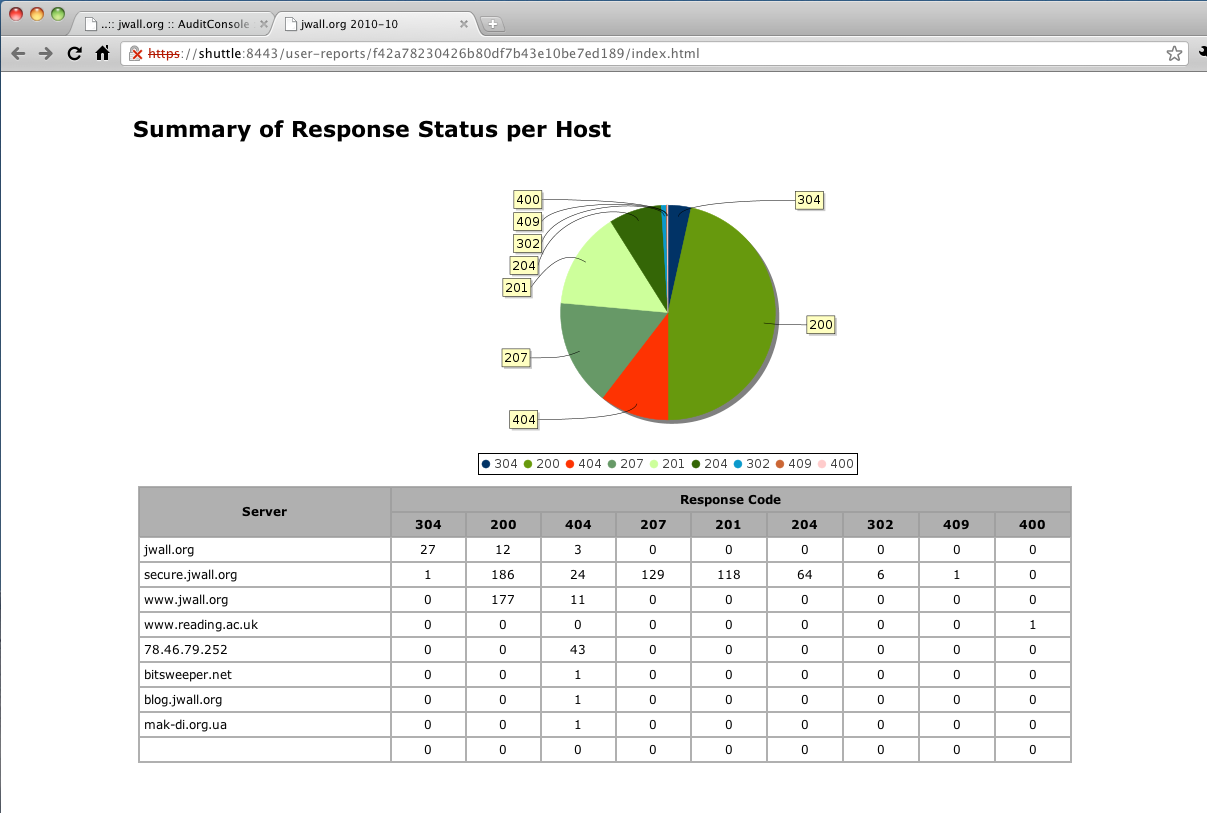 ..:: jwall.org :: AuditConsole
jwall.org 2010-10
https://shuttle:8443/user-reports/f42a78230426b80df7b43e10be7ed189/index.html
Summary of Response Status per Host
400
304
409
302
204
201
200
207
404
304 200 404 207 201 204 302 409 400
Server Response Code
304 200 404 207 201 204 302 409 400
jwall.org 27 12 3 0 0 0 0 0 0
secure.jwall.org 1 186 24 129 118 64 6 1 0
www.jwall.org 0 177 11 0 0 0 0 0 0
www.reading.ac.uk 0 0 0 0 0 0 0 0 1
78.46.79.252 0 0 43 0 0 0 0 0 0
bitsweeper.net 0 0 1 0 0 0 0 0 0
blog.jwall.org 0 0 1 0 0 0 0 0 0
mak-di.org.ua 0 0 1 0 0 0 0 0 0
0 0 0 0 0 0 0 0 0